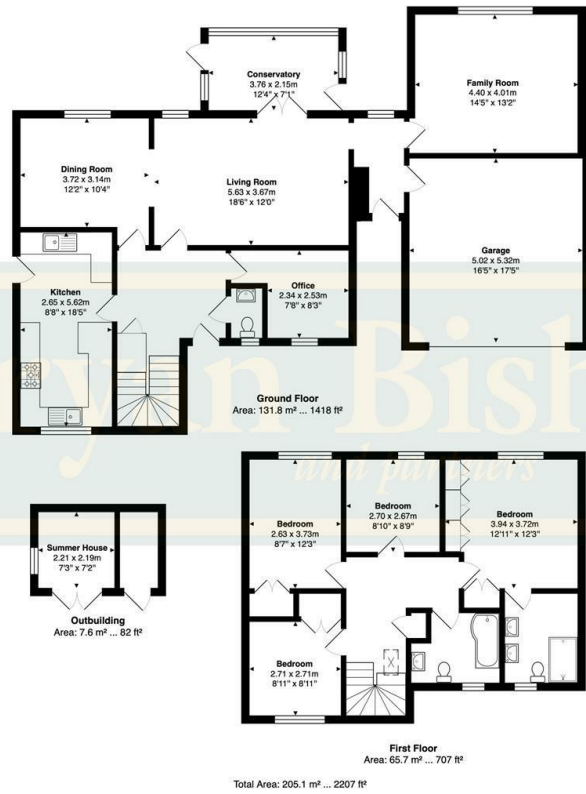 Conservatory
3.76 x 2.15m
12'4" x 7'1"
Family Room
4.40 x 4.01m
14'5" x 13'2"
Dining Room
3.72 x 3.14m
12'2" x 10'4"
Living Room
5.63 x 3.67m
18'6" x 12'0"
Garage
5.02 x 5.32m
16'5" x 17'5"
Kitchen
2.65 x 5.62m
8'8" x 18'5"
Office
2.34 x 2.53m
7'8" x 8'3"
Ground Floor
Area: 131.8 m² ... 1418 ft²
ryan Bish
and partners
Bedroom
2.63 x 3.73m
8'7" x 12'3"
Bedroom
2.70 x 2.67m
8'10" x 8'9"
Bedroom
3.94 x 3.72m
12'11" x 12'3"
Summer House
2.21 x 2.19m
7'3" x 7'2"
Outbuilding
Area: 7.6 m² ... 82 ft²
Bedroom
2.71 x 2.71m
8'11" x 8'11"
First Floor
Area: 65.7 m² ... 707 ft²
Total Area: 205.1 m² ... 2207 ft²